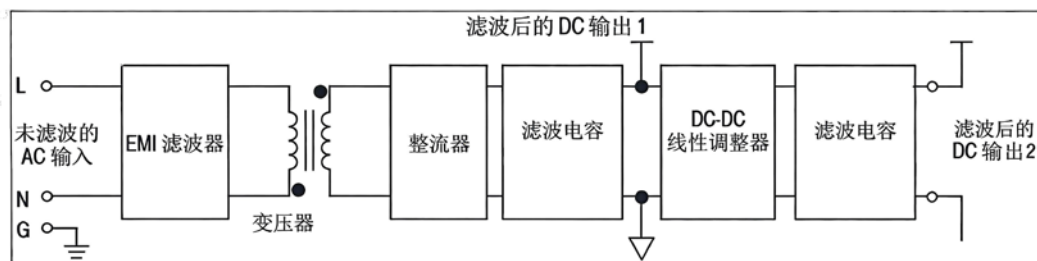 滤波后的 DC 输出 1
L
未滤波的
AC 输入
N
G
EMI 滤波器
变压器
整流器
滤波电容
DC-DC
线性调整器
滤波电容
滤波后的
DC 输出2